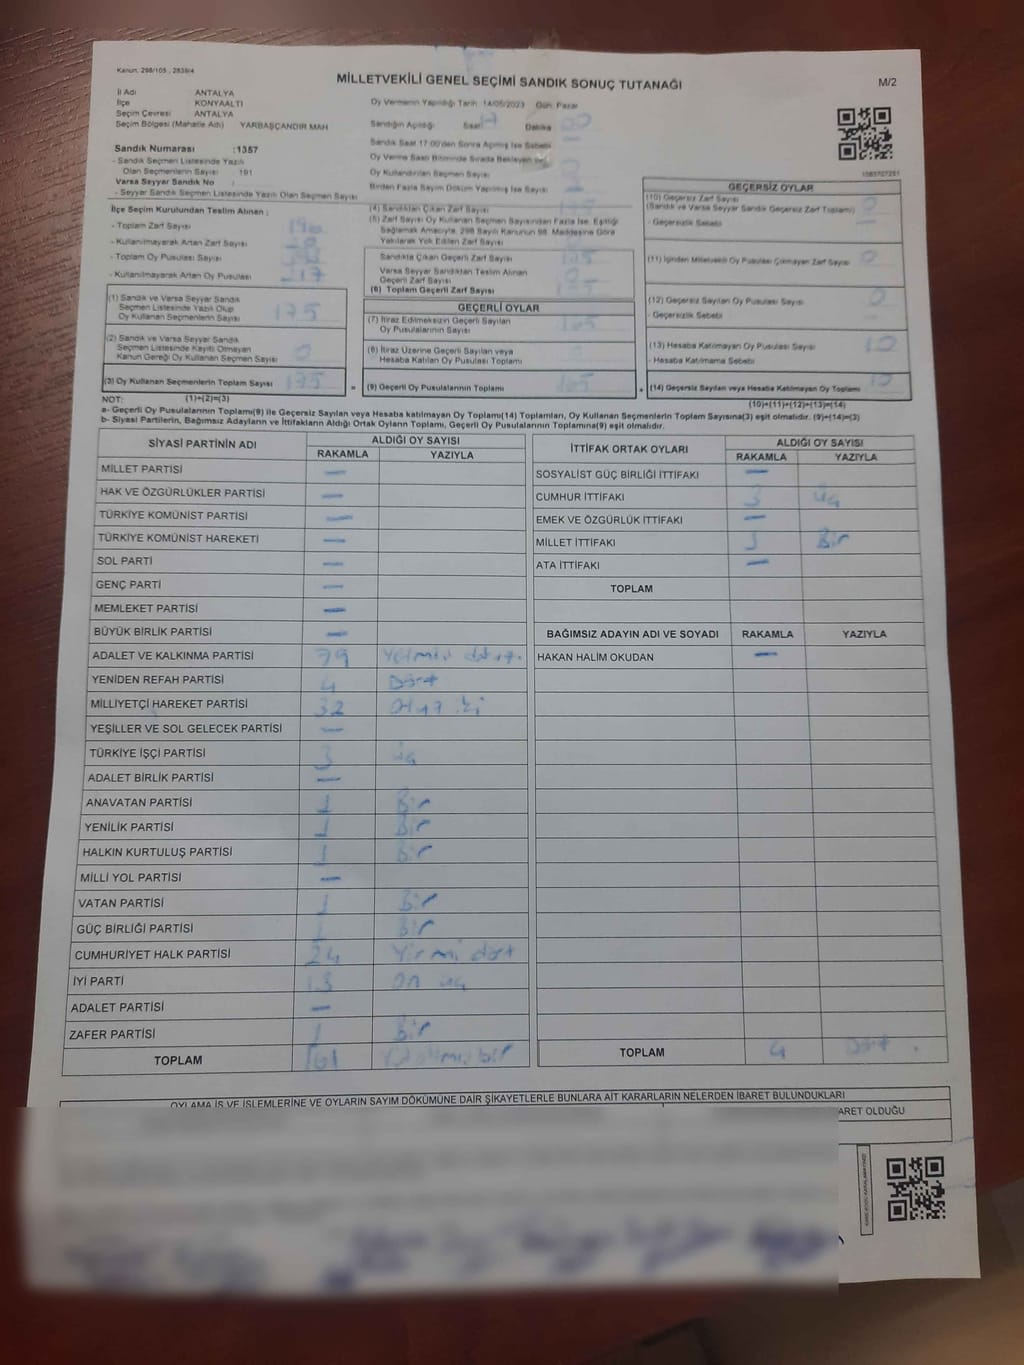 Kanun. 298/105 , 2839/4
MİLLETVEKİLİ GENEL SEÇİMİ SANDIK SONUÇ TUTANAĞI
M/2
İl Adı ANTALYA
İlçe KONYAALTI
Seçim Çevresi ANTALYA
Seçim Bölgesi (Mahalle Adı) YARBAŞÇANDIR MAH
Oy Vermenin Yapıldığı Tarih 14/05/2023 Gün. Pazar
Sandığın Açıldığı Saat 17 Dakika 00
Sandık Saat 17:00'den Sonra Açılmış İse Sebebi
Oy Verme Saati Bitiminde Sırada Bekleyen
Oy Kullandırılan Seçmen Sayısı
Birden Fazla Sayım Döküm Yapılmış İse Sayısı
Sandık Numarası :1357
- Sandık Seçmen Listesinde Yazılı
Olan Seçmenlerin Sayısı 191
Varsa Seyyar Sandık No :
- Seyyar Sandık Seçmen Listesinde Yazılı Olan Seçmen Sayısı
İlçe Seçim Kurulundan Teslim Alınan ;
- Toplam Zarf Sayısı
- Kullanılmayarak Artan Zarf Sayısı
- Toplam Oy Pusulası Sayısı
- Kullanılmayarak Artan Oy Pusulası
(4) Sandıktan Çıkan Zarf Sayısı
(5) Zarf Sayısı Oy Kullanan Seçmen Sayısından Fazla İse, Eşitliği
Sağlamak Amacıyla, 298 Sayılı Kanunun 98. Maddesine Göre
Yakılarak Yok Edilen Zarf Sayısı
Sandıkta Çıkan Geçerli Zarf Sayısı 175
Varsa Seyyar Sandıktan Teslim Alınan
Geçerli Zarf Sayısı 0
(6) Toplam Geçerli Zarf Sayısı 175
GEÇERSİZ OYLAR
(10) Geçersiz Zarf Sayısı
(Sandık ve Varsa Seyyar Sandık Geçersiz Zarf Toplamı) 0
- Geçersizlik Sebebi
(11) İçinden Milletvekili Oy Pusulası Çıkmayan Zarf Sayısı 0
(12) Geçersiz Sayılan Oy Pusulası Sayısı 0
- Geçersizlik Sebebi
(13) Hesaba Katılmayan Oy Pusulası Sayısı 10
- Hesaba Katılmama Sebebi
(14) Geçersiz Sayılan veya Hesaba Katılmayan Oy Toplamı 10
(10)+(11)+(12)+(13)=(14)
(1) Sandık ve Varsa Seyyar Sandık
Seçmen Listesinde Yazılı Olup
Oy Kullanan Seçmenlerin Sayısı 175
(2) Sandık ve Varsa Seyyar Sandık
Seçmen Listesinde Kayıtlı Olmayan
Kanun Gereği Oy Kullanan Seçmen Sayısı 0
(3) Oy Kullanan Seçmenlerin Toplam Sayısı 175 =
GEÇERLİ OYLAR
(7) İtiraz Edilmeksizin Geçerli Sayılan
Oy Pusulalarının Sayısı 165
(8) İtiraz Üzerine Geçerli Sayılan veya
Hesaba Katılan Oy Pusulası Toplamı
(9) Geçerli Oy Pusulalarının Toplamı 165 +
NOT: (1)+(2)=(3)
a- Geçerli Oy Pusulalarının Toplamı(9) ile Geçersiz Sayılan veya Hesaba katılmayan Oy Toplamı(14) Toplamları, Oy Kullanan Seçmenlerin Toplam Sayısına(3) eşit olmalıdır. (9)+(14)=(3)
b- Siyasi Partilerin, Bağımsız Adayların ve İttifakların Aldığı Ortak Oyların Toplamı, Geçerli Oy Pusulalarının Toplamına(9) eşit olmalıdır.
SİYASİ PARTİNİN ADI ALDIĞI OY SAYISI
RAKAMLA YAZIYLA
MİLLET PARTİSİ —
HAK VE ÖZGÜRLÜKLER PARTİSİ —
TÜRKİYE KOMÜNİST PARTİSİ —
TÜRKİYE KOMÜNİST HAREKETİ —
SOL PARTİ —
GENÇ PARTİ —
MEMLEKET PARTİSİ —
BÜYÜK BİRLİK PARTİSİ —
ADALET VE KALKINMA PARTİSİ 79
YENİDEN REFAH PARTİSİ 4 Dört
MİLLİYETÇİ HAREKET PARTİSİ 32 Otuz iki
YEŞİLLER VE SOL GELECEK PARTİSİ —
TÜRKİYE İŞÇİ PARTİSİ 3 üç
ADALET BİRLİK PARTİSİ —
ANAVATAN PARTİSİ 1 Bir
YENİLİK PARTİSİ 1 Bir
HALKIN KURTULUŞ PARTİSİ 1 Bir
MİLLİ YOL PARTİSİ —
VATAN PARTİSİ 1 Bir
GÜÇ BİRLİĞİ PARTİSİ 1 Bir
CUMHURİYET HALK PARTİSİ 24 Yirmi dört
İYİ PARTİ 13 on üç
ADALET PARTİSİ —
ZAFER PARTİSİ 1 Bir
TOPLAM 161
İTTİFAK ORTAK OYLARI ALDIĞI OY SAYISI
RAKAMLA YAZIYLA
SOSYALİST GÜÇ BİRLİĞİ İTTİFAKI —
CUMHUR İTTİFAKI 3 üç
EMEK VE ÖZGÜRLÜK İTTİFAKI —
MİLLET İTTİFAKI 1 Bir
ATA İTTİFAKI —
TOPLAM
BAĞIMSIZ ADAYIN ADI VE SOYADI RAKAMLA YAZIYLA
HAKAN HALİM OKUDAN —
TOPLAM 4 Dört
OYLAMA İŞ VE İŞLEMLERİNE VE OYLARIN SAYIM DÖKÜMÜNE DAİR ŞİKAYETLERLE BUNLARA AİT KARARLARIN NELERDEN İBARET BULUNDUKLARI
ARET OLDUĞU